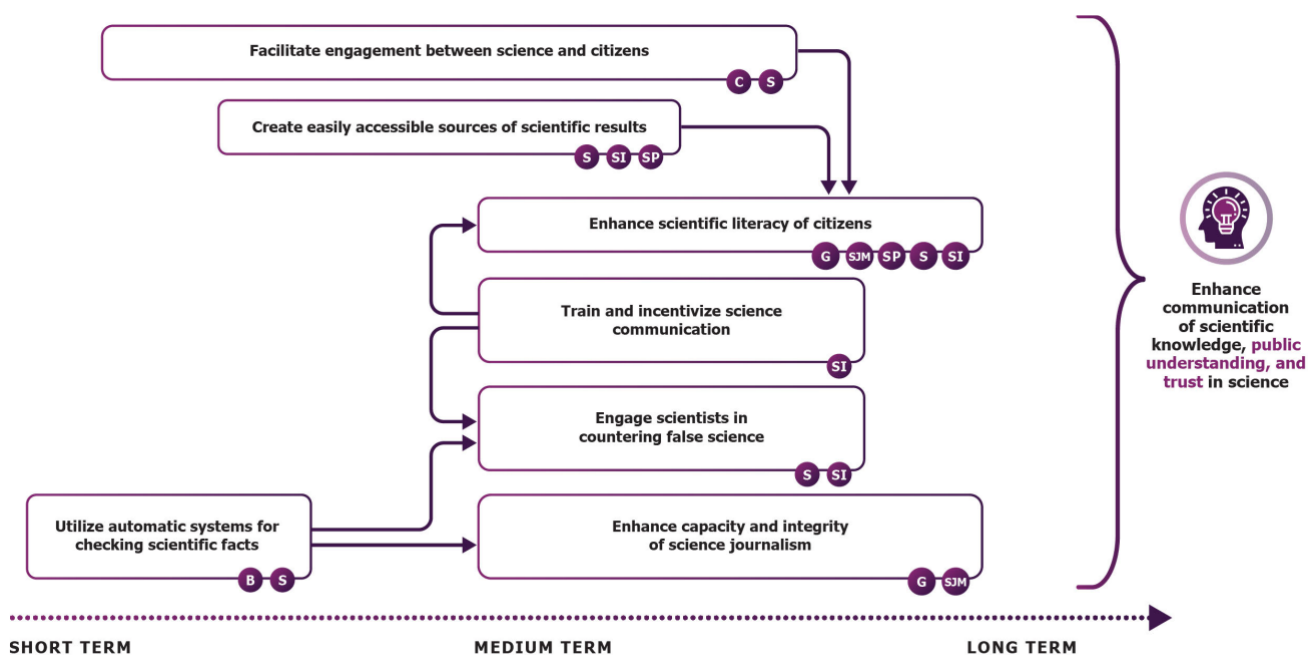 Facilitate engagement between science and citizens
C S
Create easily accessible sources of scientific results
S SI SP
Enhance scientific literacy of citizens
G SJM SP S SI
Train and incentivize science
communication
SI
Engage scientists in
countering false science
S SI
Utilize automatic systems for
checking scientific facts
B S
Enhance capacity and integrity
of science journalism
G SJM
Enhance
communication
of scientific
knowledge, public
understanding, and
trust in science
SHORT TERM
MEDIUM TERM
LONG TERM